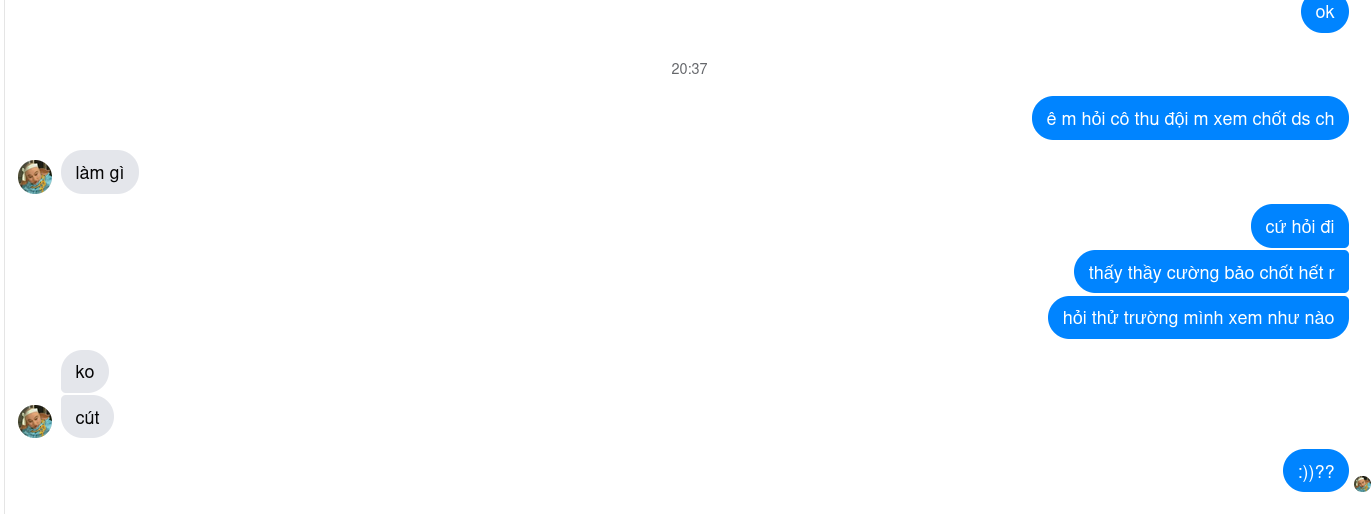 ok
20:37
ê m hỏi cô thu đội m xem chốt ds ch
làm gì
cứ hỏi đi
thấy thầy cường bảo chốt hết r
hỏi thử trường mình xem như nào
ko
cút
:))??